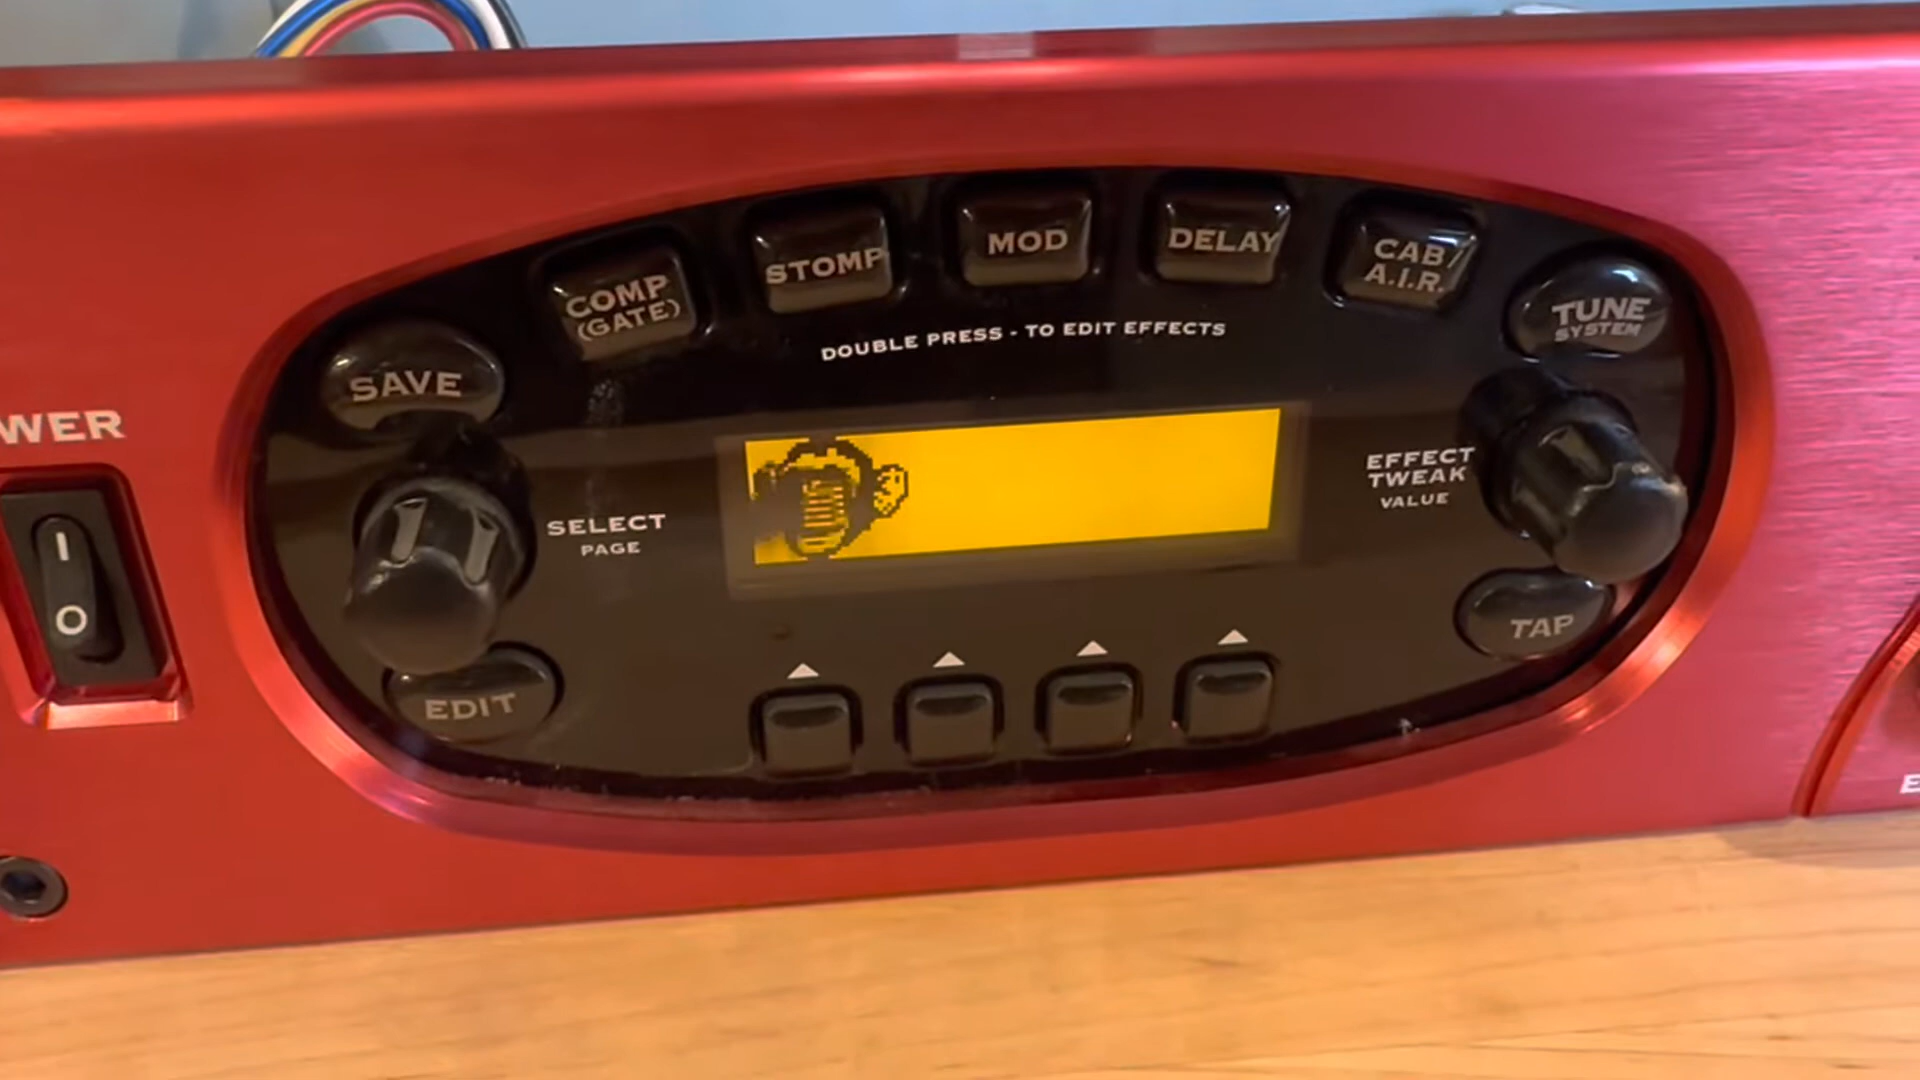 COMP
(GATE)
STOMP
MOD
DELAY
CAB/
A.I.R.
TUNE
SYSTEM
DOUBLE PRESS - TO EDIT EFFECTS
SAVE
WER
I
O
SELECT
PAGE
EFFECT
TWEAK
VALUE
EDIT
TAP
E